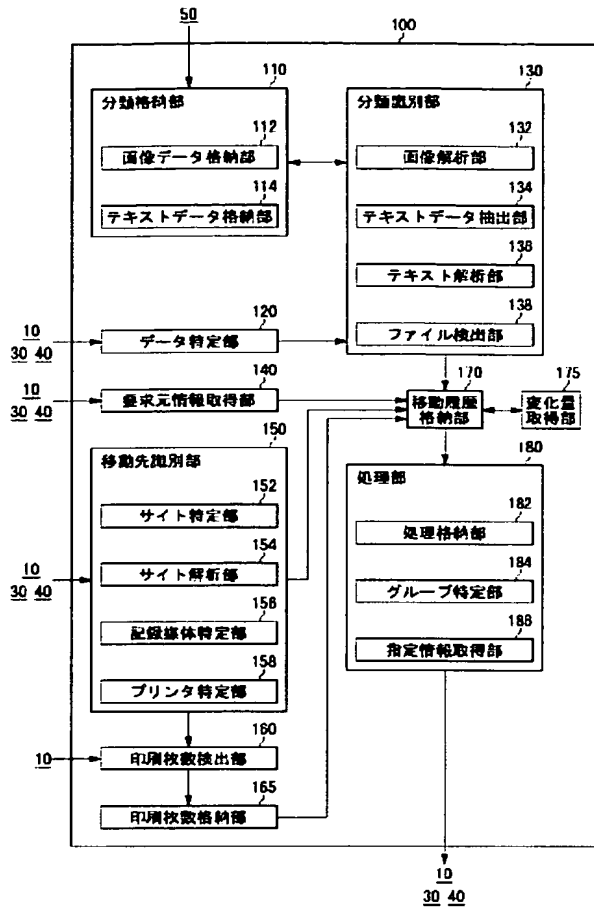 50
100
110
分類格納部
112
画像データ格納部
114
テキストデータ格納部
130
分類識別部
132
画像解析部
134
テキストデータ抽出部
136
テキスト解析部
138
ファイル検出部
10
30 40
120
データ特定部
10
30 40
140
要求元情報取得部
170
移動履歴
格納部
175
変化量
取得部
150
移動先識別部
152
サイト特定部
10
30 40
154
サイト解析部
156
記録媒体特定部
158
プリンタ特定部
180
処理部
182
処理格納部
184
グループ特定部
186
指定情報取得部
10
160
印刷枚数検出部
165
印刷枚数格納部
10
30 40